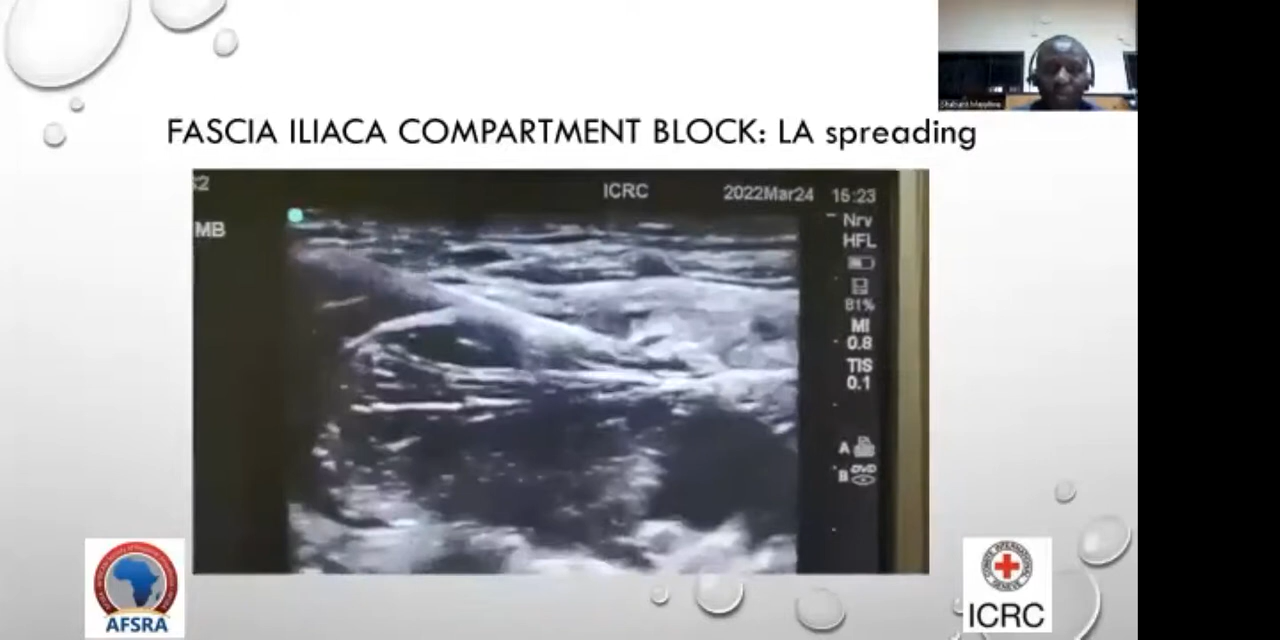 FASCIA ILIACA COMPARTMENT BLOCK: LA spreading
ICRC 2022Mar24 15:23
MB
Nrv
HFL
81%
MI
0.8
TIS
0.1
A
B DVD
AFSRA
ICRC